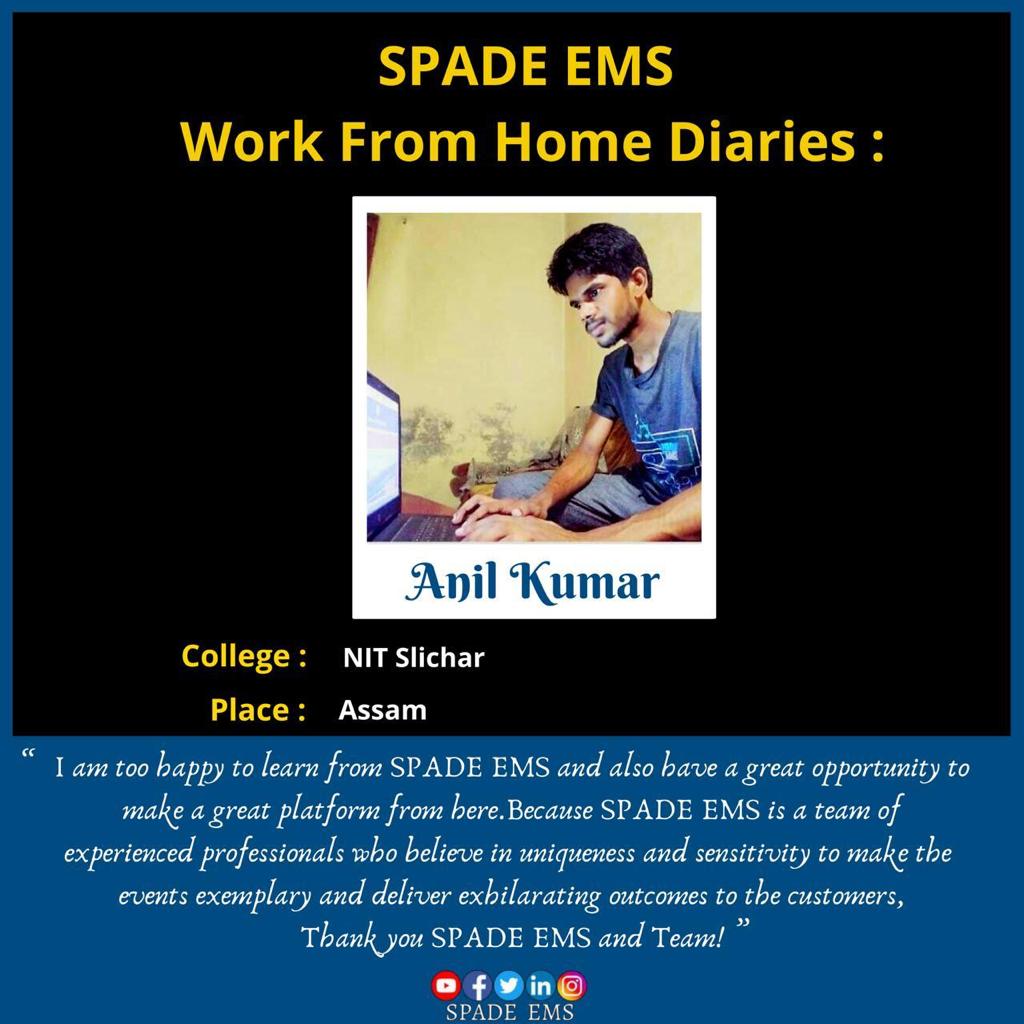 SPADE EMS
Work From Home Diaries :
Anil Kumar
College : NIT Slichar
Place : Assam
“ I am too happy to learn from SPADE EMS and also have a great opportunity to
make a great platform from here.Because SPADE EMS is a team of
experienced professionals who believe in uniqueness and sensitivity to make the
events exemplary and deliver exhilarating outcomes to the customers,
Thank you SPADE EMS and Team! ”
SPADE EMS